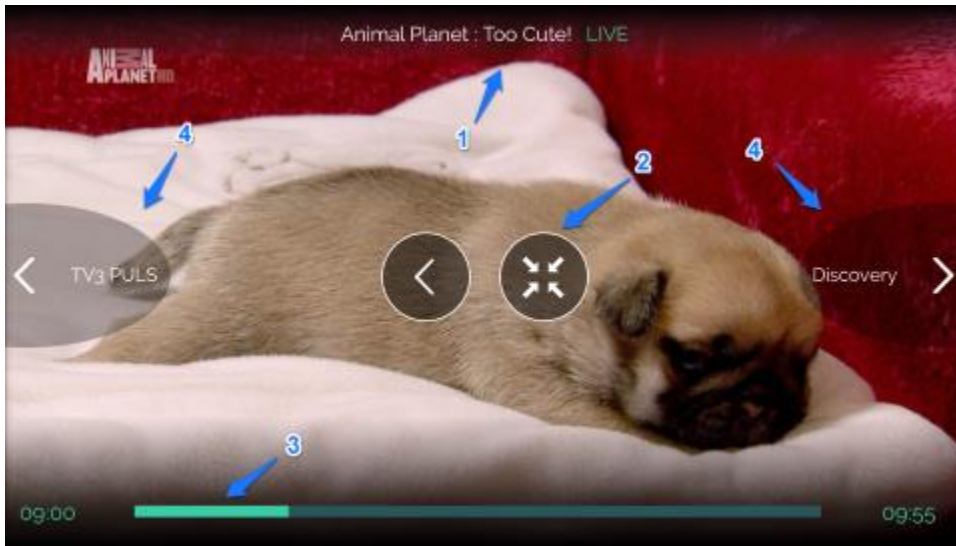 Animal Planet : Too Cute! LIVE
ANIMAL
PLANET HD
4
1
2
4
TV3 PULS
Discovery
3
09:00
09:55